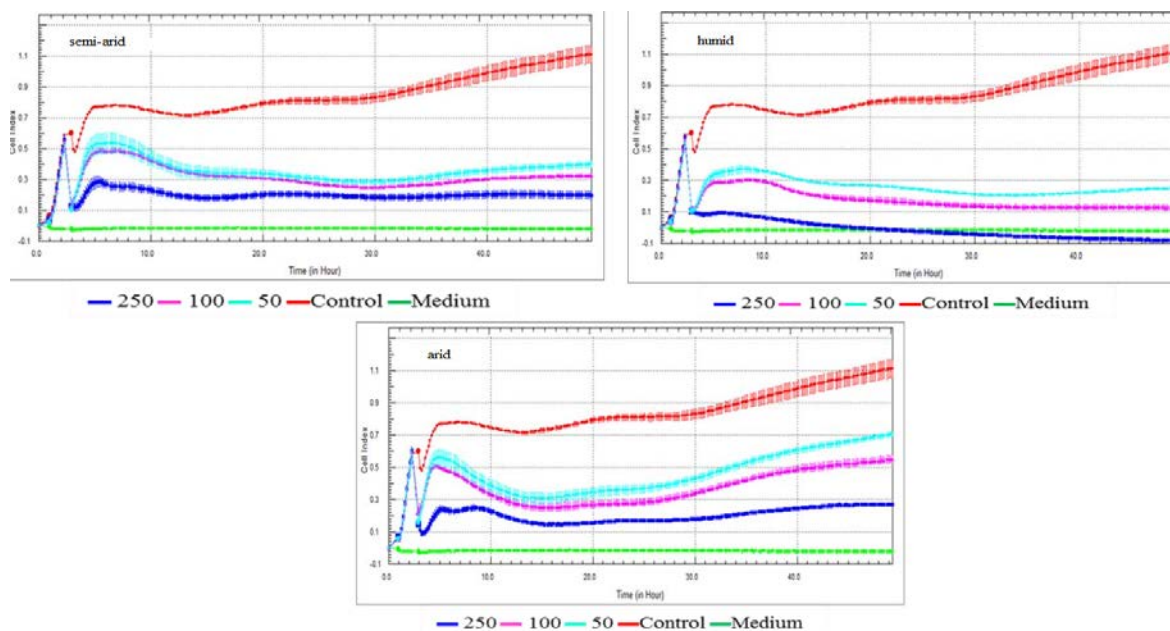 semi-arid
Cell Index
1.1
0.9
0.7
0.5
0.3
0.1
-0.1
0.0 10.0 20.0 30.0 40.0
Time (in Hour)
250 100 50 Control Medium
humid
Cell Index
1.1
0.9
0.7
0.5
0.3
0.1
-0.1
0.0 10.0 20.0 30.0 40.0
Time (in Hour)
250 100 50 Control Medium
arid
Cell Index
1.1
0.9
0.7
0.5
0.3
0.1
-0.1
0.0 10.0 20.0 30.0 40.0
Time (in Hour)
250 100 50 Control Medium